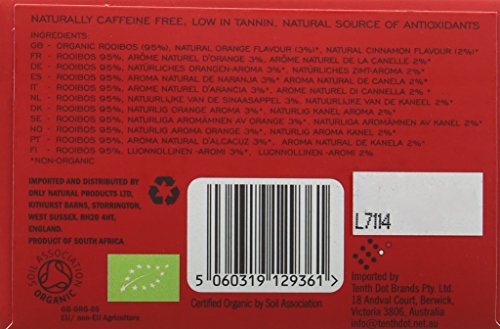 NATURALLY CAFFEINE FREE, LOW IN TANNIN, NATURAL SOURCE OF ANTIOXIDANTS
INGREDIENTS:
GB - ORGANIC ROOIBOS (95%), NATURAL ORANGE FLAVOUR (3%)*, NATURAL CINNAMON FLAVOUR (2%)*
FR - ROOIBOS 95%, ARÔME NATUREL D'ORANGE 3%, ARÔME NATUREL DE LA CANELLE 2%*
DE - ROOIBOS 95%, NATÜRLICHES ORANGEN-AROMA 3%*, NATÜRLICHES ZIMT-AROMA 2%*
ES - ROOIBOS 95%, AROMA NATURAL DE NARANJA 3%*, AROMA NATURAL DE CANELA 2%*
IT - ROOIBOS 95%, AROME NATUREL D'ARANCIA 3%*, AROMA NATUREL DI CANNELLA 2%*
NL - ROOIBOS 95%, NATUURLIJKE VAN DE SINAASAPPEL 3%, NATUURLIJKE VAN DE KANEEL 2%*
DK - ROOIBOS 95%, NATURLIG ORANGE AROMA 3%*, NATURLIG KANEL AROMA 2%*
SE - ROOIBOS 95%, NATURLIGA AROMÄMNEN AV ORANGE 3%*, NATURLIGA AROMÄMNEN AV KANEL 2%*
NO - ROOIBOS 95%, NATURLIG AROMA ORANGE 3%*, NATURLIG AROMA KANEL 2%*
PT - ROOIBOS 95%, AROMA NATURAL D'ALCACUZ 3%*, AROMA NATURAL DE CANELA 2%*
FI - ROOIBOS 95%, LUONNOLLINEN -AROMI 3%*, LUONNOLLINEN -AROMI 2%
*NON-ORGANIC
IMPORTED AND DISTRIBUTED BY
ONLY NATURAL PRODUCTS LTD,
KITHURST BARNS, STORRINGTON,
WEST SUSSEX, RH20 4HT,
ENGLAND.
PRODUCT OF SOUTH AFRICA
SOIL ASSOCIATION
ORGANIC
GB-ORG-05
EU/ non-EU Agriculture
5 060319 129361 >
Certified Organic by Soil Association
L7114
Imported by
Tenth Dot Brands Pty. Ltd.
18 Andval Court, Berwick,
Victoria 3806, Australia
info@tenthdot.net.au